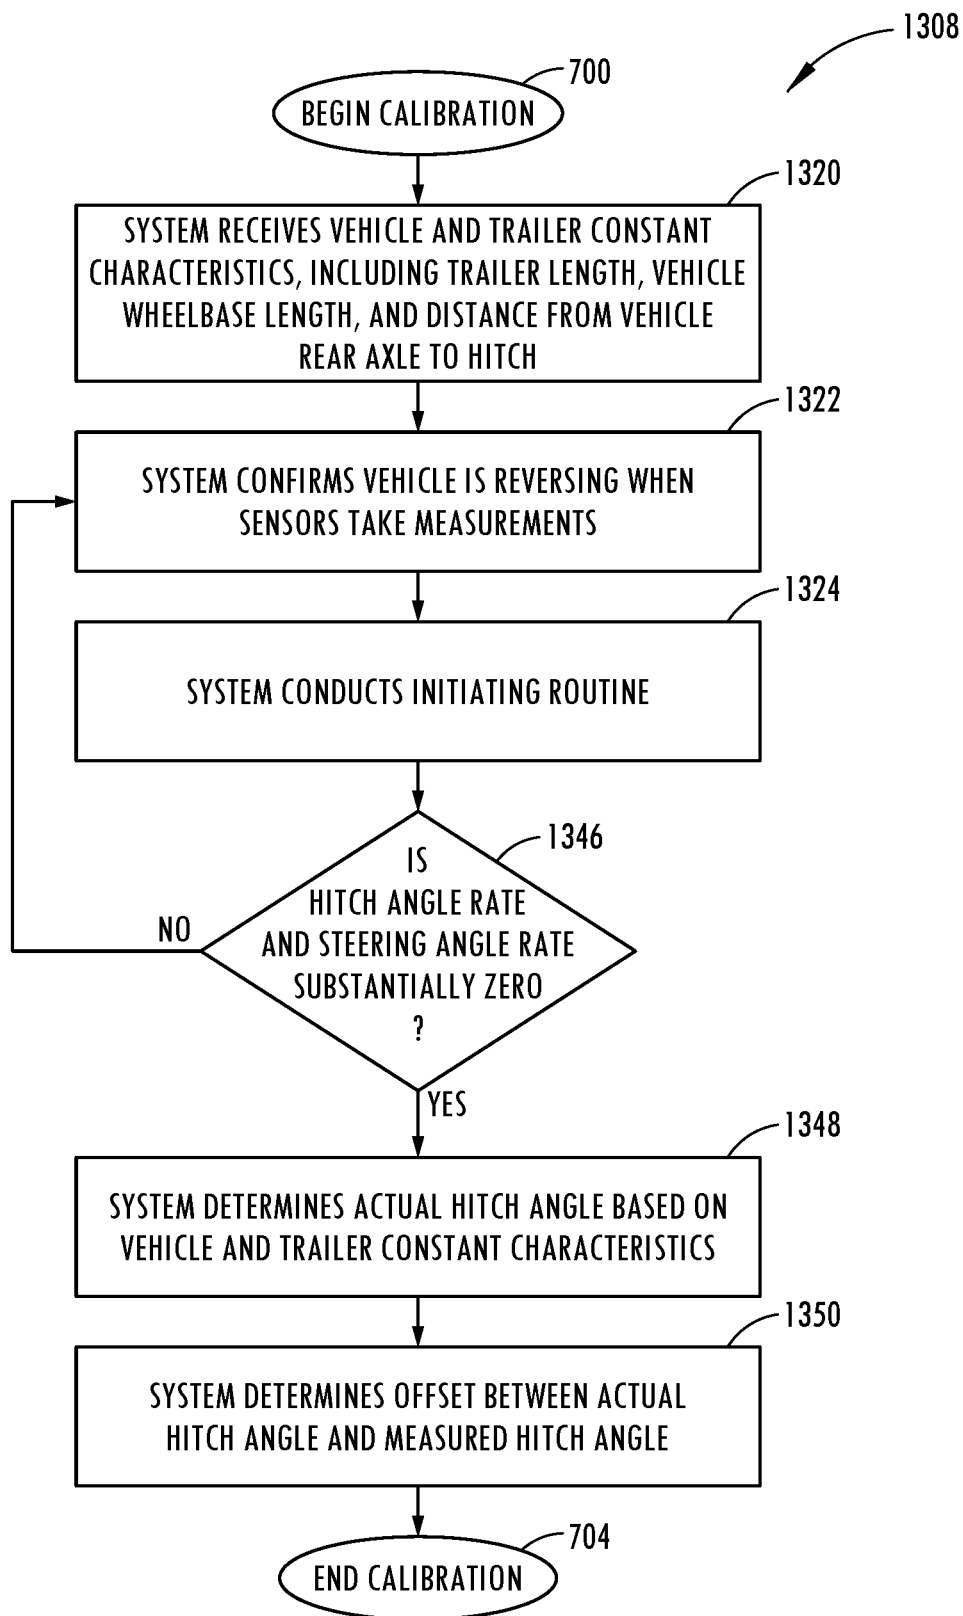 1308
700
BEGIN CALIBRATION
1320
SYSTEM RECEIVES VEHICLE AND TRAILER CONSTANT
CHARACTERISTICS, INCLUDING TRAILER LENGTH, VEHICLE
WHEELBASE LENGTH, AND DISTANCE FROM VEHICLE
REAR AXLE TO HITCH
1322
SYSTEM CONFIRMS VEHICLE IS REVERSING WHEN
SENSORS TAKE MEASUREMENTS
1324
SYSTEM CONDUCTS INITIATING ROUTINE
1346
IS
HITCH ANGLE RATE
AND STEERING ANGLE RATE
SUBSTANTIALLY ZERO
?
NO
YES
1348
SYSTEM DETERMINES ACTUAL HITCH ANGLE BASED ON
VEHICLE AND TRAILER CONSTANT CHARACTERISTICS
1350
SYSTEM DETERMINES OFFSET BETWEEN ACTUAL
HITCH ANGLE AND MEASURED HITCH ANGLE
704
END CALIBRATION